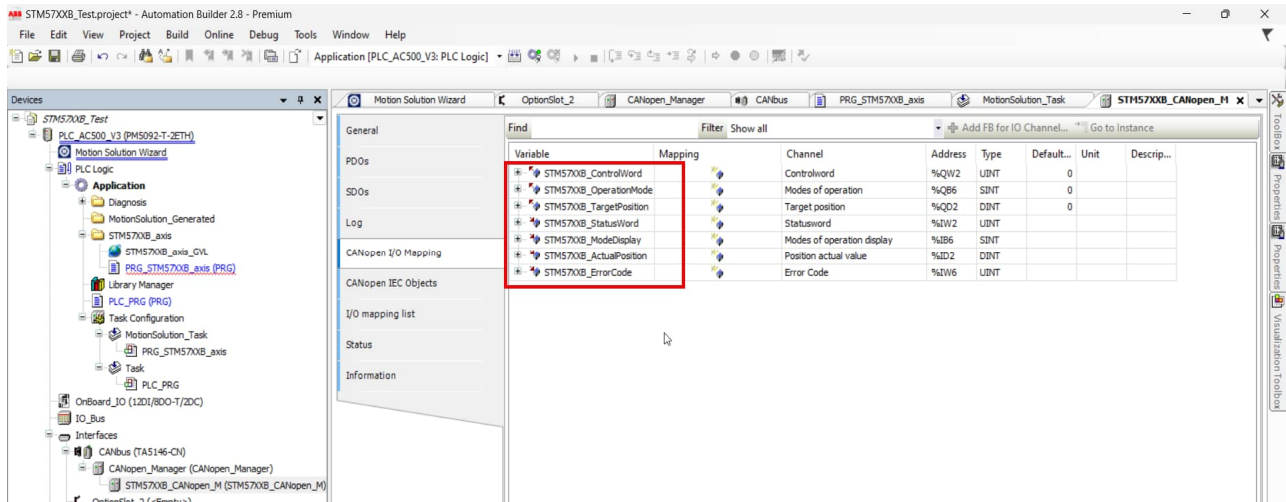 ABB STM57XXB_Test.project* - Automation Builder 2.8 - Premium
File Edit View Project Build Online Debug Tools Window Help
Application [PLC_AC500_V3: PLC Logic]
Devices
STM57XXB_Test
PLC_AC500_V3 (PM5092-T-2ETH)
Motion Solution Wizard
PLC Logic
Application
Diagnosis
MotionSolution_Generated
STM57XXB_axis
STM57XXB_axis_GVL
PRG_STM57XXB_axis (PRG)
Library Manager
PLC_PRG (PRG)
Task Configuration
MotionSolution_Task
PRG_STM57XXB_axis
Task
PLC_PRG
OnBoard_IO (12DI/8DO-T/2DC)
IO_Bus
Interfaces
CANbus (TA5146-CN)
CANopen_Manager (CANopen_Manager)
STM57XXB_CANopen_M (STM57XXB_CANopen_M)
OptionSlot_2 (<Empty>)
Motion Solution Wizard OptionSlot_2 CANopen_Manager CANbus PRG_STM57XXB_axis MotionSolution_Task STM57XXB_CANopen_M
General
PDOs
SDOs
Log
CANopen I/O Mapping
CANopen IEC Objects
I/O mapping list
Status
Information
Find Filter Show all Add FB for IO Channel... Go to Instance
Variable Mapping Channel Address Type Default... Unit Descrip...
STM57XXB_ControlWord Controlword %QW2 UINT 0
STM57XXB_OperationMode Modes of operation %QB6 SINT 0
STM57XXB_TargetPosition Target position %QD2 DINT 0
STM57XXB_StatusWord Statusword %IW2 UINT
STM57XXB_ModeDisplay Modes of operation display %IB6 SINT
STM57XXB_ActualPosition Position actual value %ID2 DINT
STM57XXB_ErrorCode Error Code %IW6 UINT
ToolBox
Properties
Properties
Visualization Toolbox